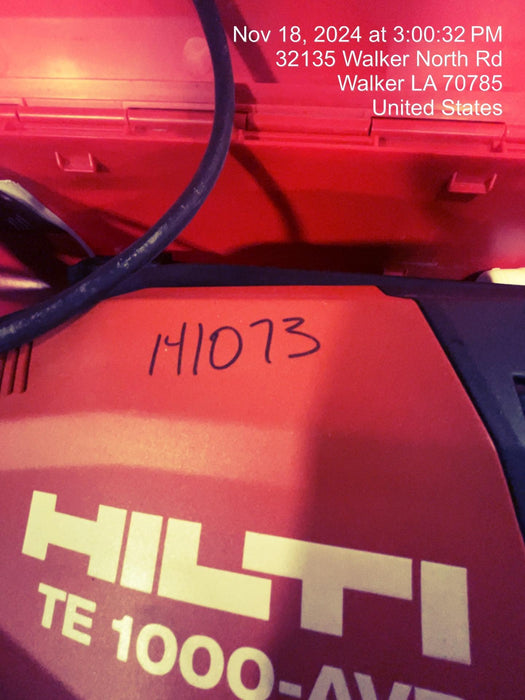 Nov 18, 2024 at 3:00:32 PM
32135 Walker North Rd
Walker LA 70785
United States
141073
HILTI
TE 1000-AVR